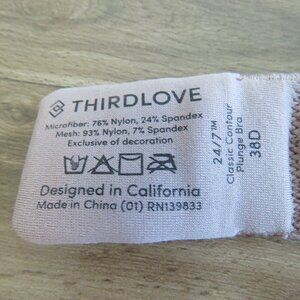 THIRDLOVE
Microfiber: 76% Nylon, 24% Spandex
Mesh: 93% Nylon, 7% Spandex
Exclusive of decoration
Designed in California
Made in China (01) RN139833
24/7™
Classic Contour
Plunge Bra
38D